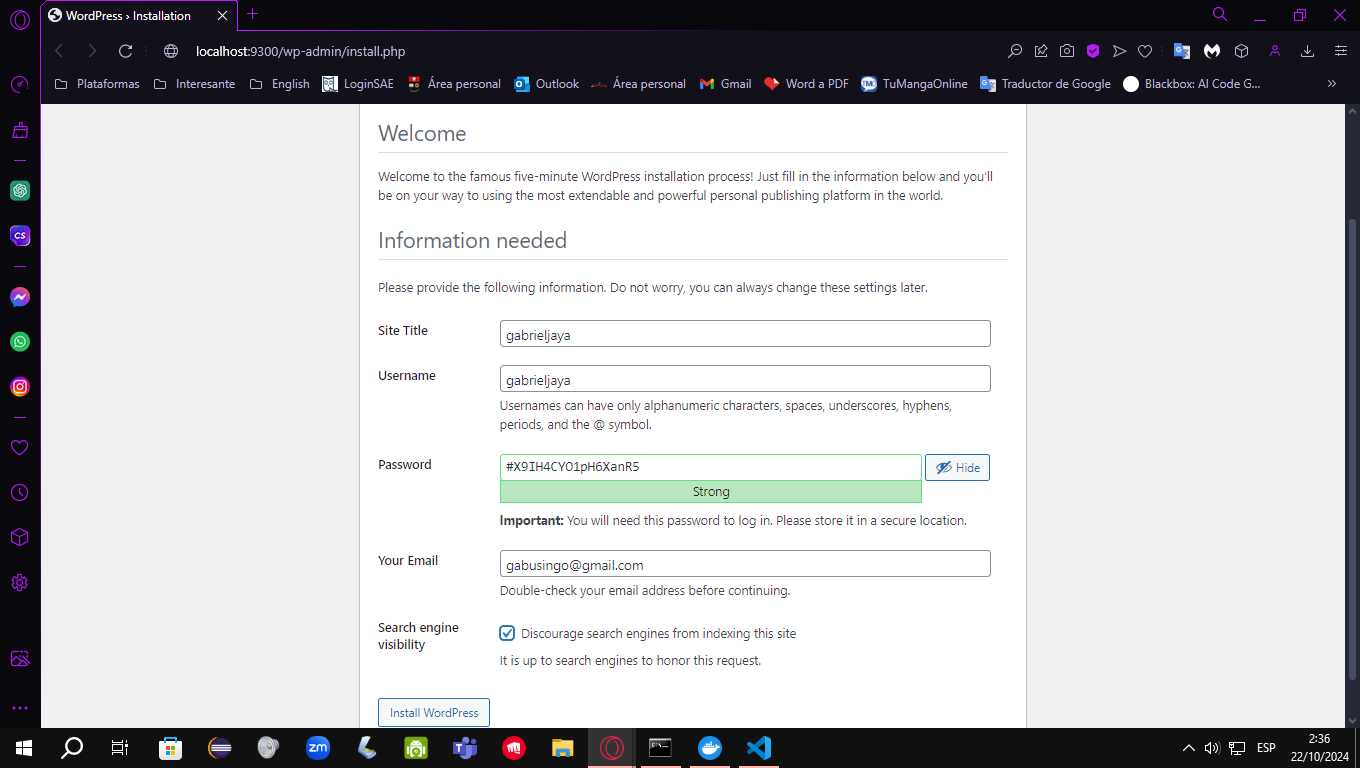 WordPress › Installation
localhost:9300/wp-admin/install.php
Plataformas Interesante English LoginSAE Área personal Outlook Área personal Gmail Word a PDF TuMangaOnline Traductor de Google Blackbox: AI Code G... »
Welcome
Welcome to the famous five-minute WordPress installation process! Just fill in the information below and you’ll
be on your way to using the most extendable and powerful personal publishing platform in the world.
Information needed
Please provide the following information. Do not worry, you can always change these settings later.
Site Title gabrieljaya
Username gabrieljaya
Usernames can have only alphanumeric characters, spaces, underscores, hyphens,
periods, and the @ symbol.
Password #X9IH4CYO1pH6XanR5 Hide
Strong
Important: You will need this password to log in. Please store it in a secure location.
Your Email gabusingo@gmail.com
Double-check your email address before continuing.
Search engine
visibility
Discourage search engines from indexing this site
It is up to search engines to honor this request.
Install WordPress
CS
zm
ESP
2:36
22/10/2024